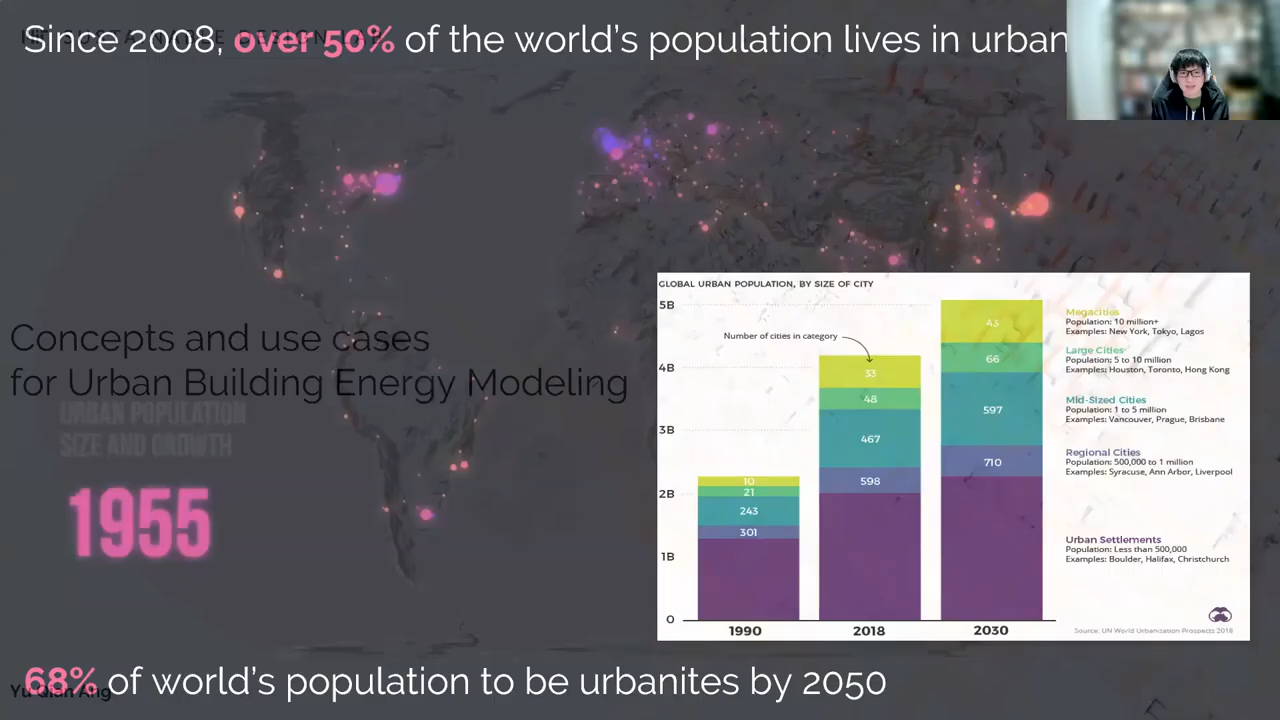 Since 2008, over 50% of the world's population lives in urban
SUSTAINABLE DESIGN
Concepts and use cases
for Urban Building Energy Modeling
URBAN POPULATION
SIZE AND GROWTH
1955
GLOBAL URBAN POPULATION, BY SIZE OF CITY
5B
4B
3B
2B
1B
0
Number of cities in category
10
21
243
301
33
48
467
598
43
66
597
710
1990
2018
2030
Megacities
Population: 10 million+
Examples: New York, Tokyo, Lagos
Large Cities
Population: 5 to 10 million
Examples: Houston, Toronto, Hong Kong
Mid-Sized Cities
Population: 1 to 5 million
Examples: Vancouver, Prague, Brisbane
Regional Cities
Population: 500,000 to 1 million
Examples: Syracuse, Ann Arbor, Liverpool
Urban Settlements
Population: Less than 500,000
Examples: Boulder, Halifax, Christchurch
Source: UN World Urbanization Prospects 2018
68% of world's population to be urbanites by 2050
Yu Qian Ang